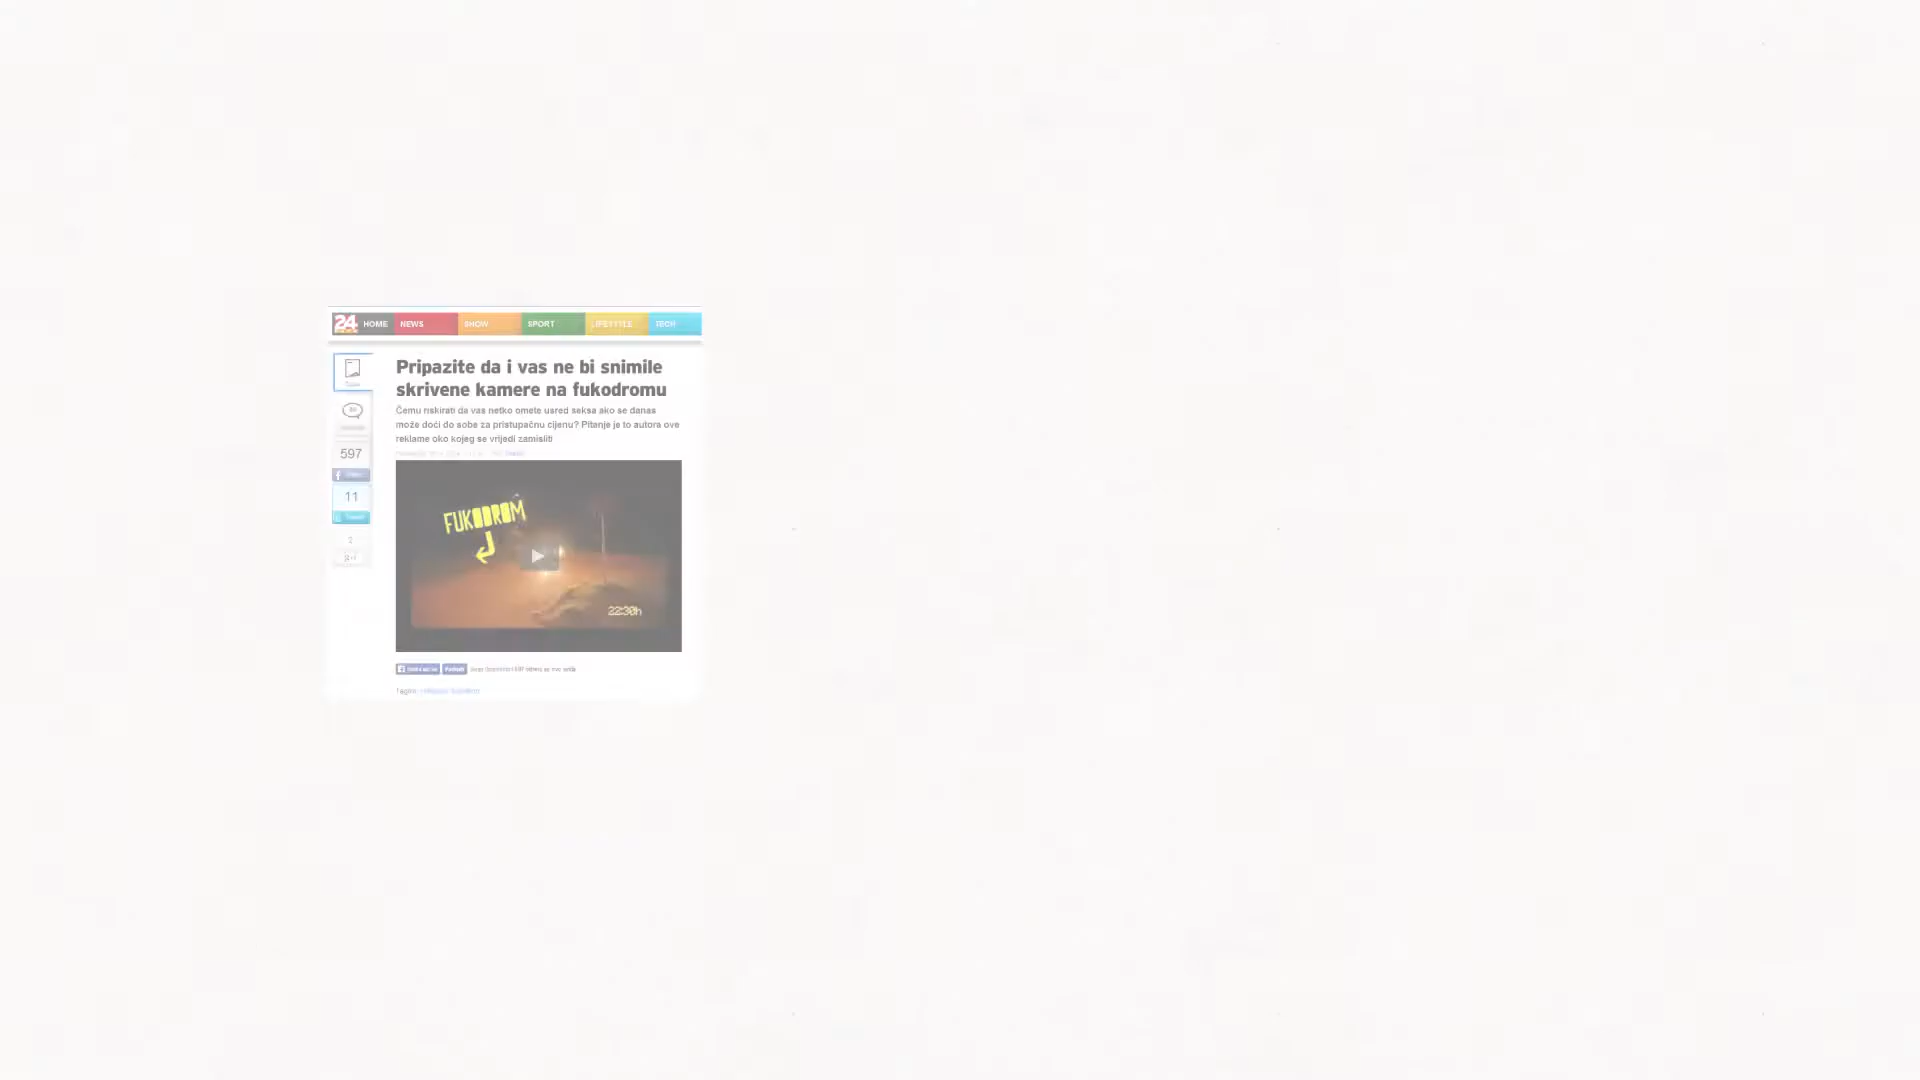 24 HOME NEWS SHOW SPORT LIFESTYLE TECH
Pripazite da i vas ne bi snimile
skrivene kamere na fukodromu
Čemu riskirati da vas netko omete usred seksa ako se danas
može doći do sobe za pristupačnu cijenu? Pitanje je to autora ove
reklame oko kojeg se vrijedi zamisliti
597
11
2
FUKODROM
22:30h
Tagovi: